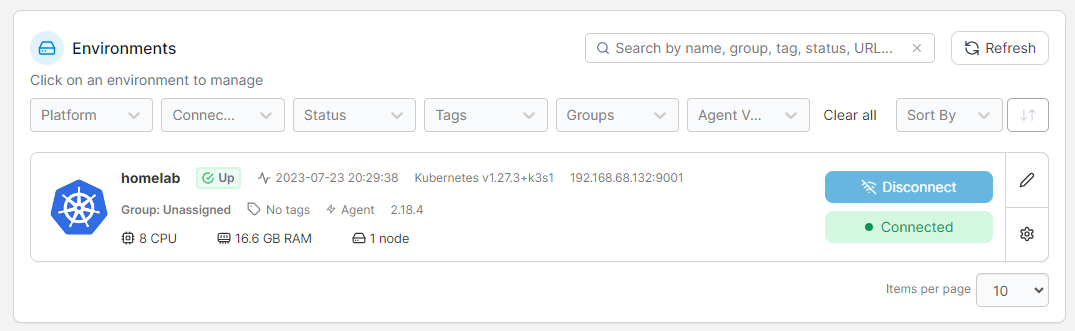 Environments
Search by name, group, tag, status, URL...
Refresh
Click on an environment to manage
Platform
Connec...
Status
Tags
Groups
Agent V...
Clear all
Sort By
homelab Up 2023-07-23 20:29:38 Kubernetes v1.27.3+k3s1 192.168.68.132:9001
Disconnect
Group: Unassigned No tags Agent 2.18.4
Connected
8 CPU 16.6 GB RAM 1 node
Items per page 10